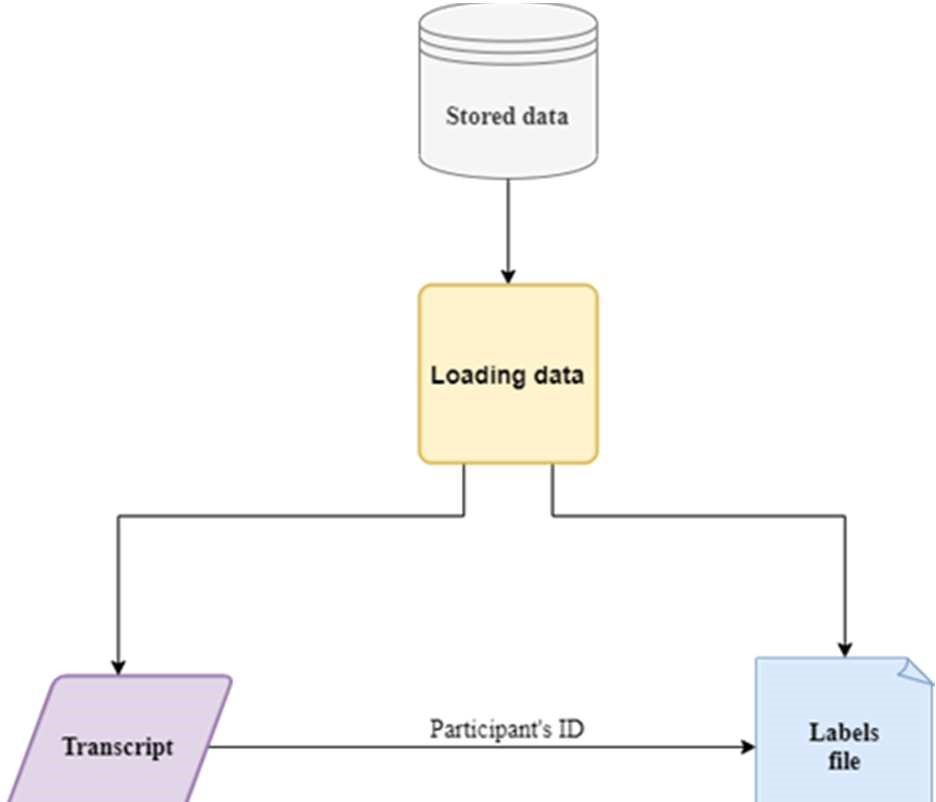 Stored data
Loading data
Participant's ID
Transcript
Labels
file